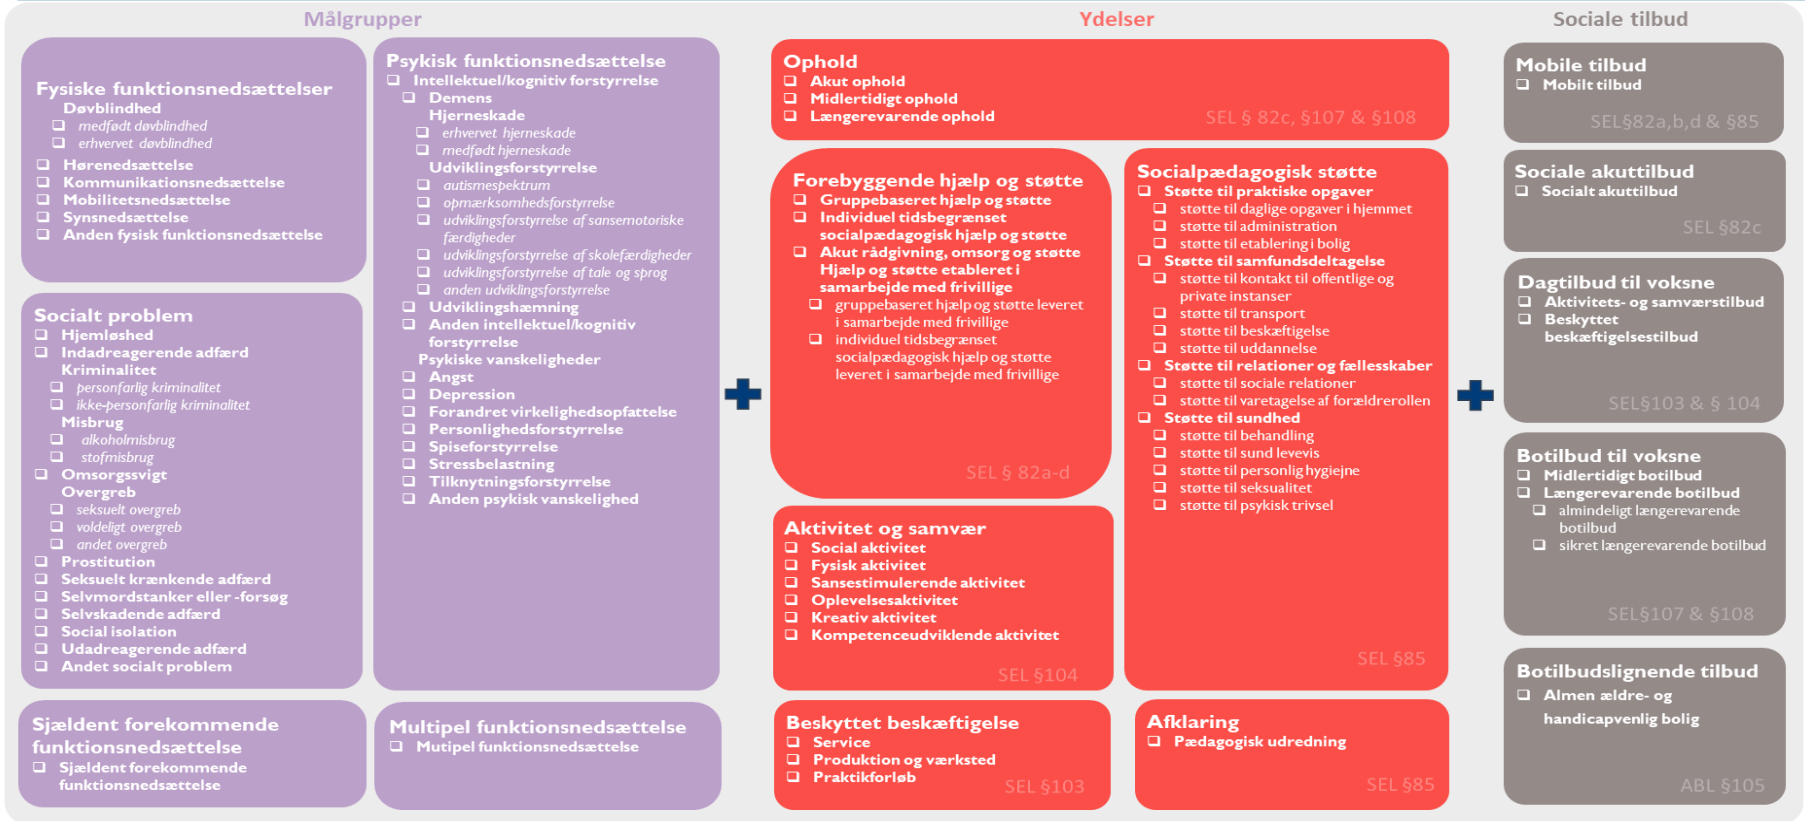 Målgrupper
Fysiske funktionsnedsættelser
Døvblindhed
medfødt døvblindhed
erhvervet døvblindhed
Hørenedsættelse
Kommunikationsnedsættelse
Mobilitetsnedsættelse
Synsnedsættelse
Anden fysisk funktionsnedsættelse
Socialt problem
Hjemløshed
Indadreagerende adfærd
Kriminalitet
personfarlig kriminalitet
ikke-personfarlig kriminalitet
Misbrug
alkoholmisbrug
stofmisbrug
Omsorgssvigt
Overgreb
seksuelt overgreb
voldeligt overgreb
andet overgreb
Prostitution
Seksuelt krænkende adfærd
Selvmordstanker eller -forsøg
Selvskadende adfærd
Social isolation
Udadreagerende adfærd
Andet socialt problem
Sjældent forekommende
funktionsnedsættelse
Sjældent forekommende
funktionsnedsættelse
Psykisk funktionsnedsættelse
Intellektuel/kognitiv forstyrrelse
Demens
Hjerneskade
erhvervet hjerneskade
medfødt hjerneskade
Udviklingsforstyrrelse
autismespektrum
opmærksomhedsforstyrrelse
udviklingsforstyrrelse af sansemotoriske
færdigheder
udviklingsforstyrrelse af skolefærdigheder
udviklingsforstyrrelse af tale og sprog
anden udviklingsforstyrrelse
Udviklingshæmning
Anden intellektuel/kognitiv
forstyrrelse
Psykiske vanskeligheder
Angst
Depression
Forandret virkelighedsopfattelse
Personlighedsforstyrrelse
Spiseforstyrrelse
Stressbelastning
Tilknytningsforstyrrelse
Anden psykisk vanskelighed
Multipel funktionsnedsættelse
Mutipel funktionsnedsættelse
Ydelser
Ophold
Akut ophold
Midlertidigt ophold
Længerevarende ophold
SEL § 82c, §107 & §108
Forebyggende hjælp og støtte
Gruppebaseret hjælp og støtte
Individuel tidsbegrænset
socialpædagogisk hjælp og støtte
Akut rådgivning, omsorg og støtte
Hjælp og støtte etableret i
samarbejde med frivillige
gruppebaseret hjælp og støtte leveret
i samarbejde med frivillige
individuel tidsbegrænset
socialpædagogisk hjælp og støtte
leveret i samarbejde med frivillige
SEL § 82a-d
Aktivitet og samvær
Social aktivitet
Fysisk aktivitet
Sansestimulerende aktivitet
Oplevelsesaktivitet
Kreativ aktivitet
Kompetenceudviklende aktivitet
SEL §104
Beskyttet beskæftigelse
Service
Produktion og værksted
Praktikforløb
SEL §103
Socialpædagogisk støtte
Støtte til praktiske opgaver
støtte til daglige opgaver i hjemmet
støtte til administration
støtte til etablering i bolig
Støtte til samfundsdeltagelse
støtte til kontakt til offentlige og
private instanser
støtte til transport
støtte til beskæftigelse
støtte til uddannelse
Støtte til relationer og fællesskaber
støtte til sociale relationer
støtte til varetagelse af forældrerollen
Støtte til sundhed
støtte til behandling
støtte til sund levevis
støtte til personlig hygiejne
støtte til seksualitet
støtte til psykisk trivsel
SEL §85
Afklaring
Pædagogisk udredning
SEL §85
Sociale tilbud
Mobile tilbud
Mobilt tilbud
SEL§82a,b,d & §85
Sociale akuttilbud
Socialt akuttilbud
SEL §82c
Dagtilbud til voksne
Aktivitets- og samværstilbud
Beskyttet
beskæftigelsestilbud
SEL§103 & § 104
Botilbud til voksne
Midlertidigt botilbud
Længerevarende botilbud
almindeligt længerevarende
botilbud
sikret længerevarende botilbud
SEL§107 & §108
Botilbudslignende tilbud
Almen ældre- og
handicapvenlig bolig
ABL §105